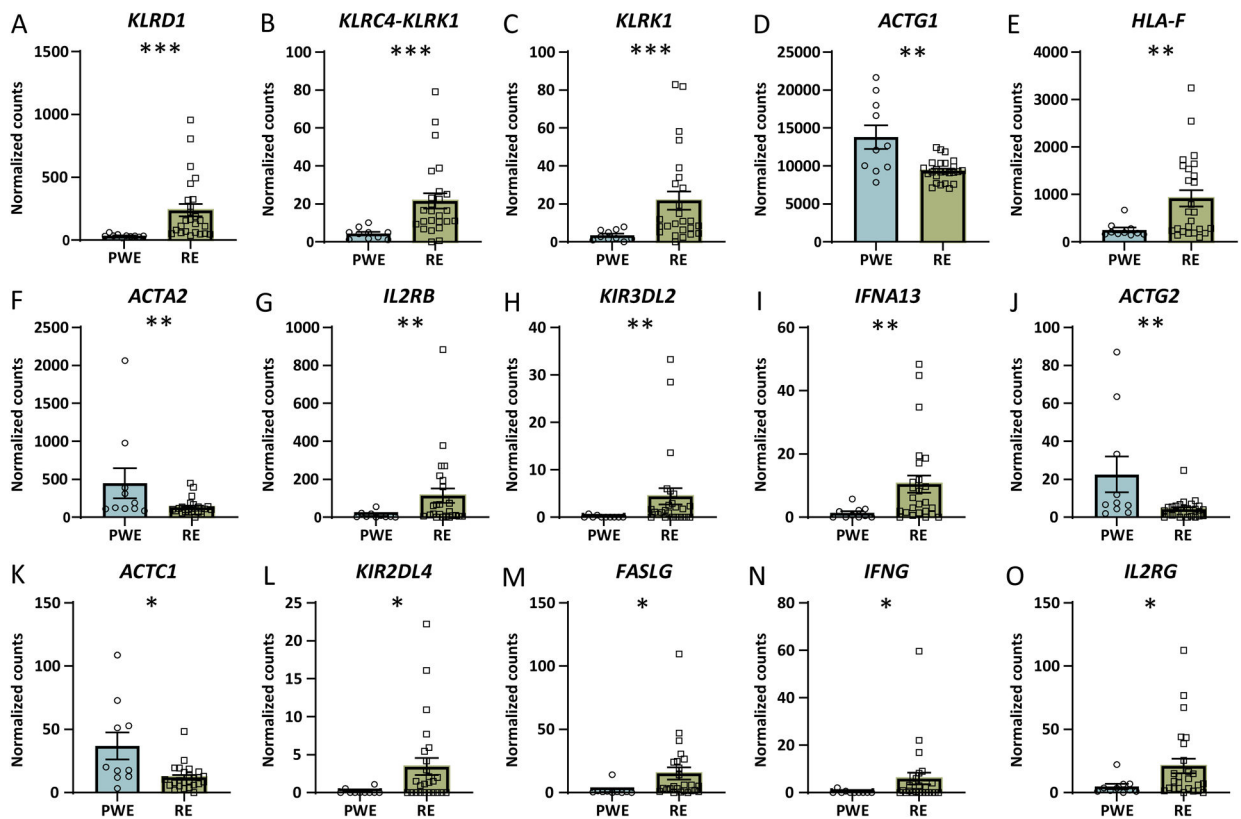 A KLRD1
***
Normalized counts
1500
1000
500
0
PWE RE
B KLRC4-KLRK1
***
Normalized counts
100
80
60
40
20
0
PWE RE
C KLRK1
***
Normalized counts
100
80
60
40
20
0
PWE RE
D ACTG1
**
Normalized counts
25000
20000
15000
10000
5000
0
PWE RE
E HLA-F
**
Normalized counts
4000
3000
2000
1000
0
PWE RE
F ACTA2
**
Normalized counts
2500
2000
1500
1000
500
0
PWE RE
G IL2RB
**
Normalized counts
1000
800
600
400
200
0
PWE RE
H KIR3DL2
**
Normalized counts
40
30
20
10
0
PWE RE
I IFNA13
**
Normalized counts
60
40
20
0
PWE RE
J ACTG2
**
Normalized counts
100
80
60
40
20
0
PWE RE
K ACTC1
*
Normalized counts
150
100
50
0
PWE RE
L KIR2DL4
*
Normalized counts
25
20
15
10
5
0
PWE RE
M FASLG
*
Normalized counts
150
100
50
0
PWE RE
N IFNG
*
Normalized counts
80
60
40
20
0
PWE RE
O IL2RG
*
Normalized counts
150
100
50
0
PWE RE